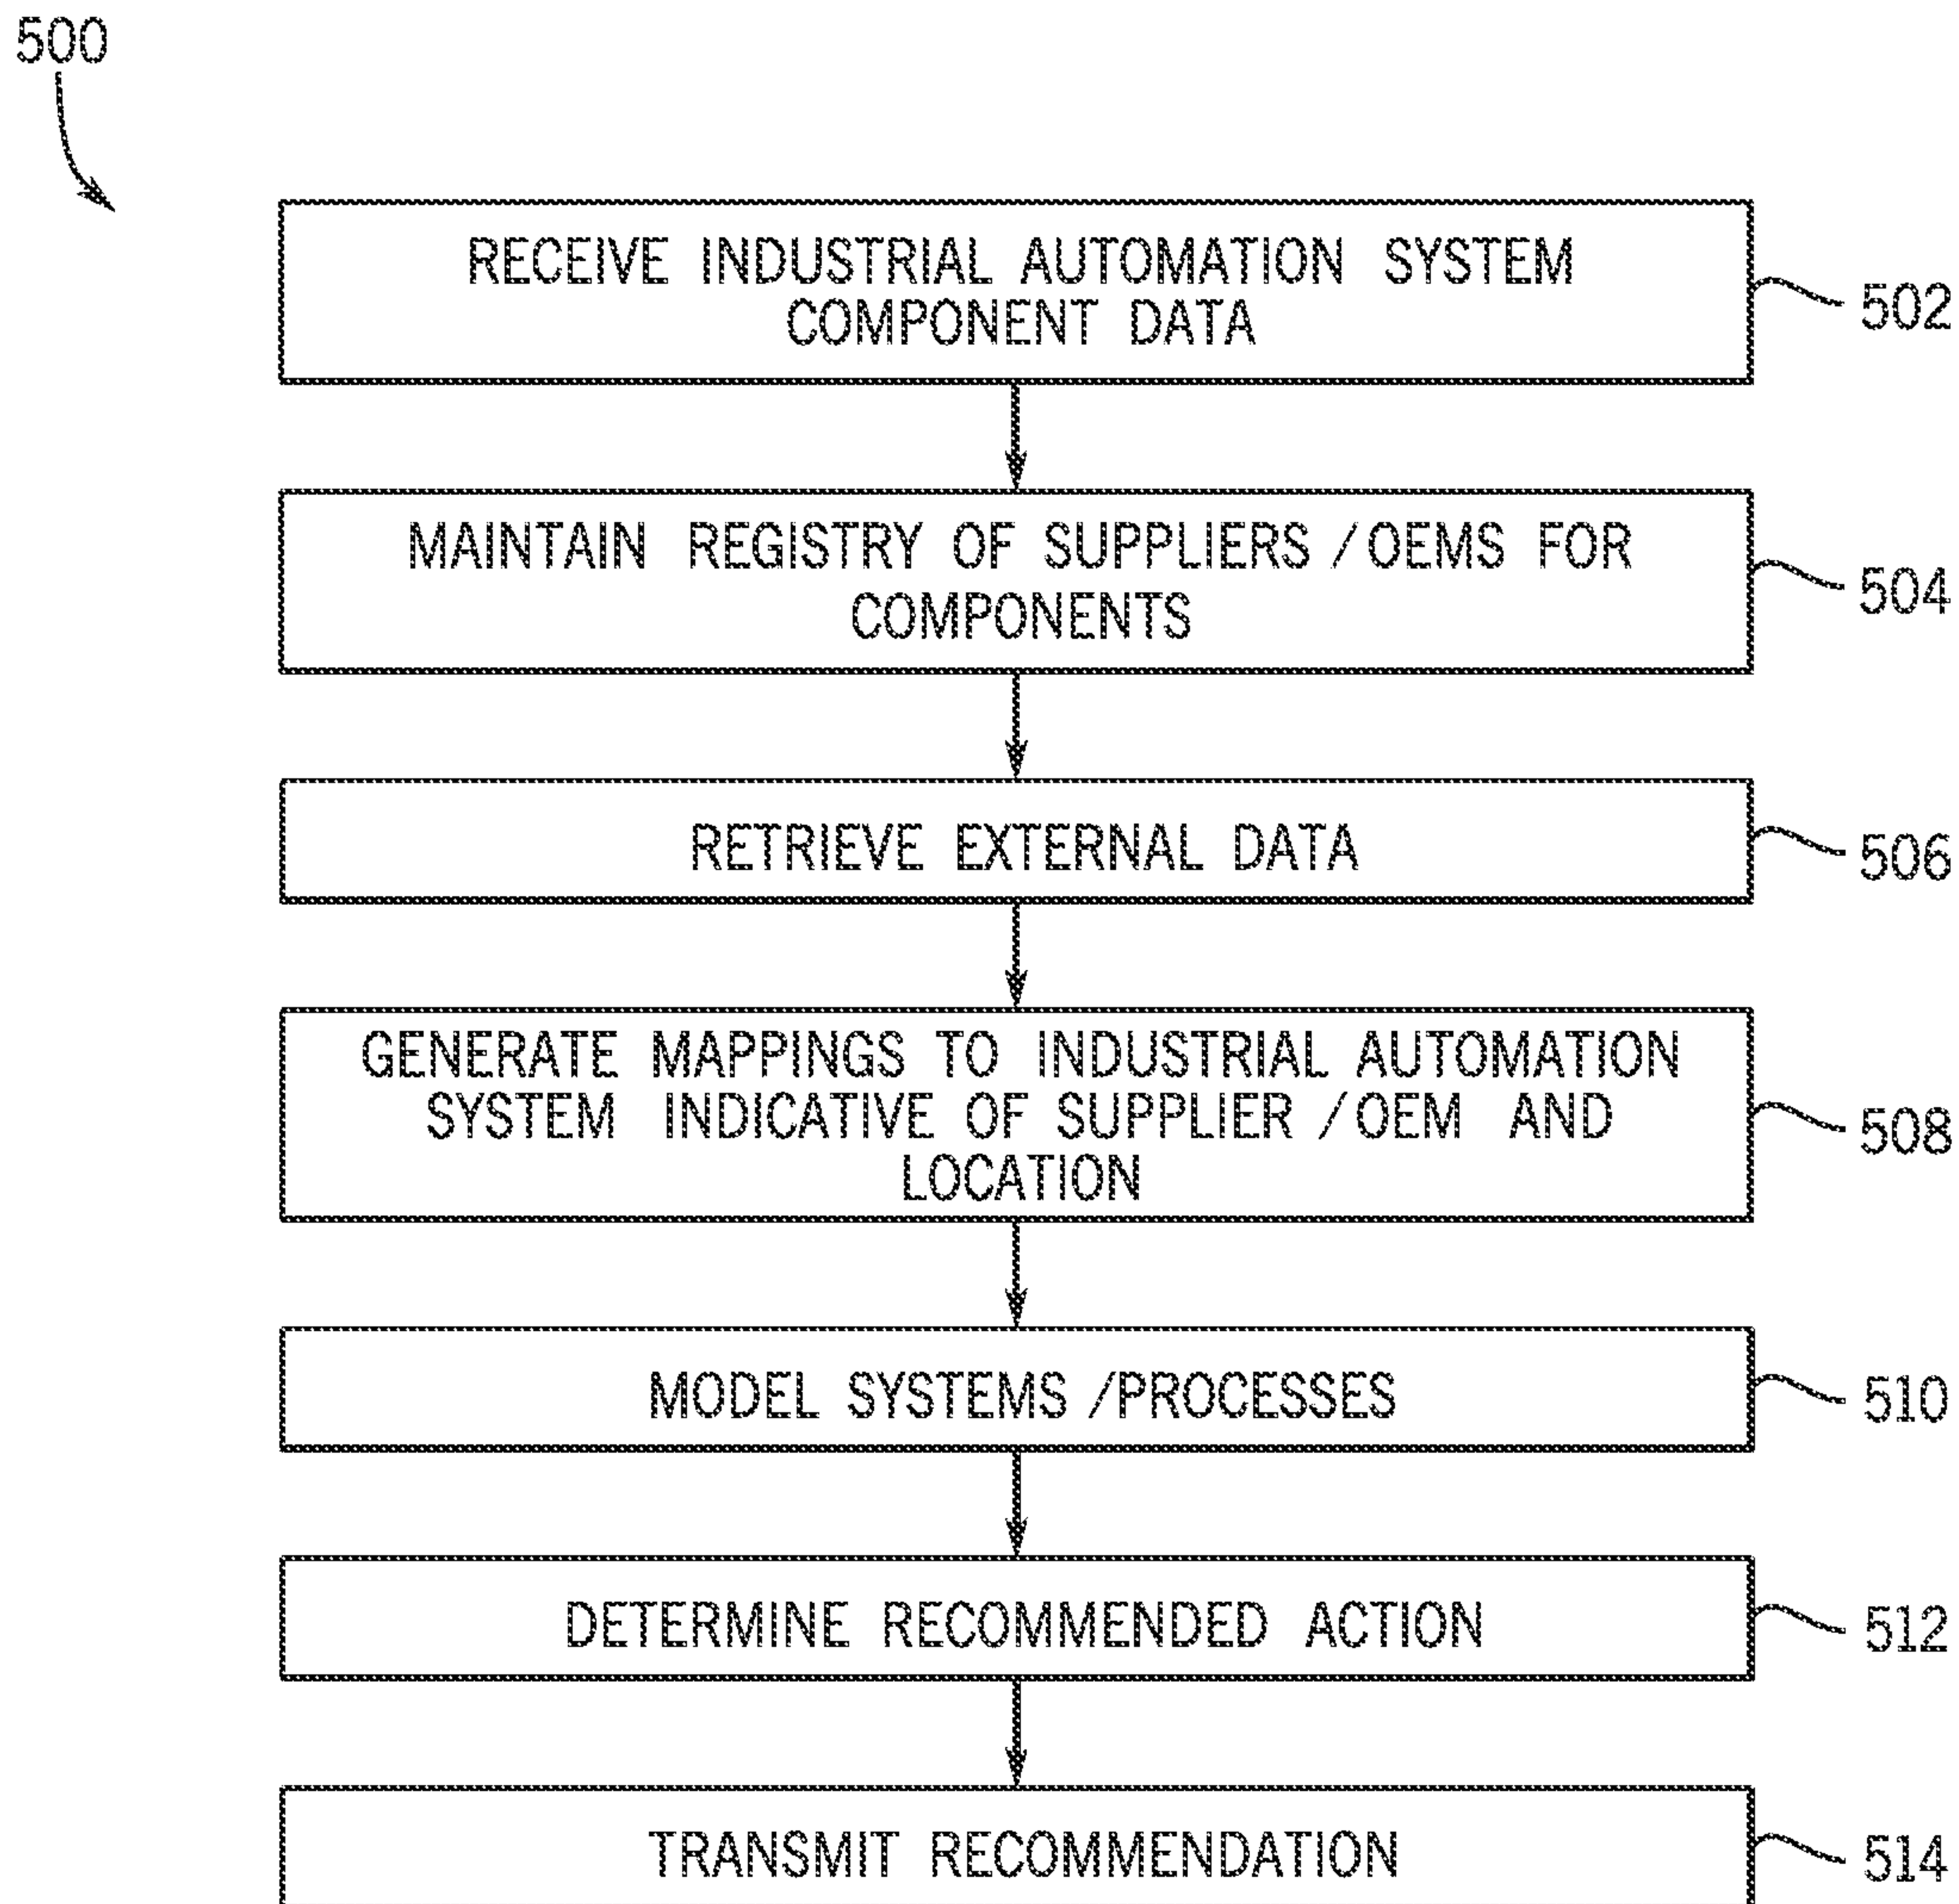 500
RECEIVE INDUSTRIAL AUTOMATION SYSTEM
COMPONENT DATA
502
MAINTAIN REGISTRY OF SUPPLIERS /OEMS FOR
COMPONENTS
504
RETRIEVE EXTERNAL DATA
506
GENERATE MAPPINGS TO INDUSTRIAL AUTOMATION
SYSTEM INDICATIVE OF SUPPLIER /OEM AND
LOCATION
508
MODEL SYSTEMS /PROCESSES
510
DETERMINE RECOMMENDED ACTION
512
TRANSMIT RECOMMENDATION
514